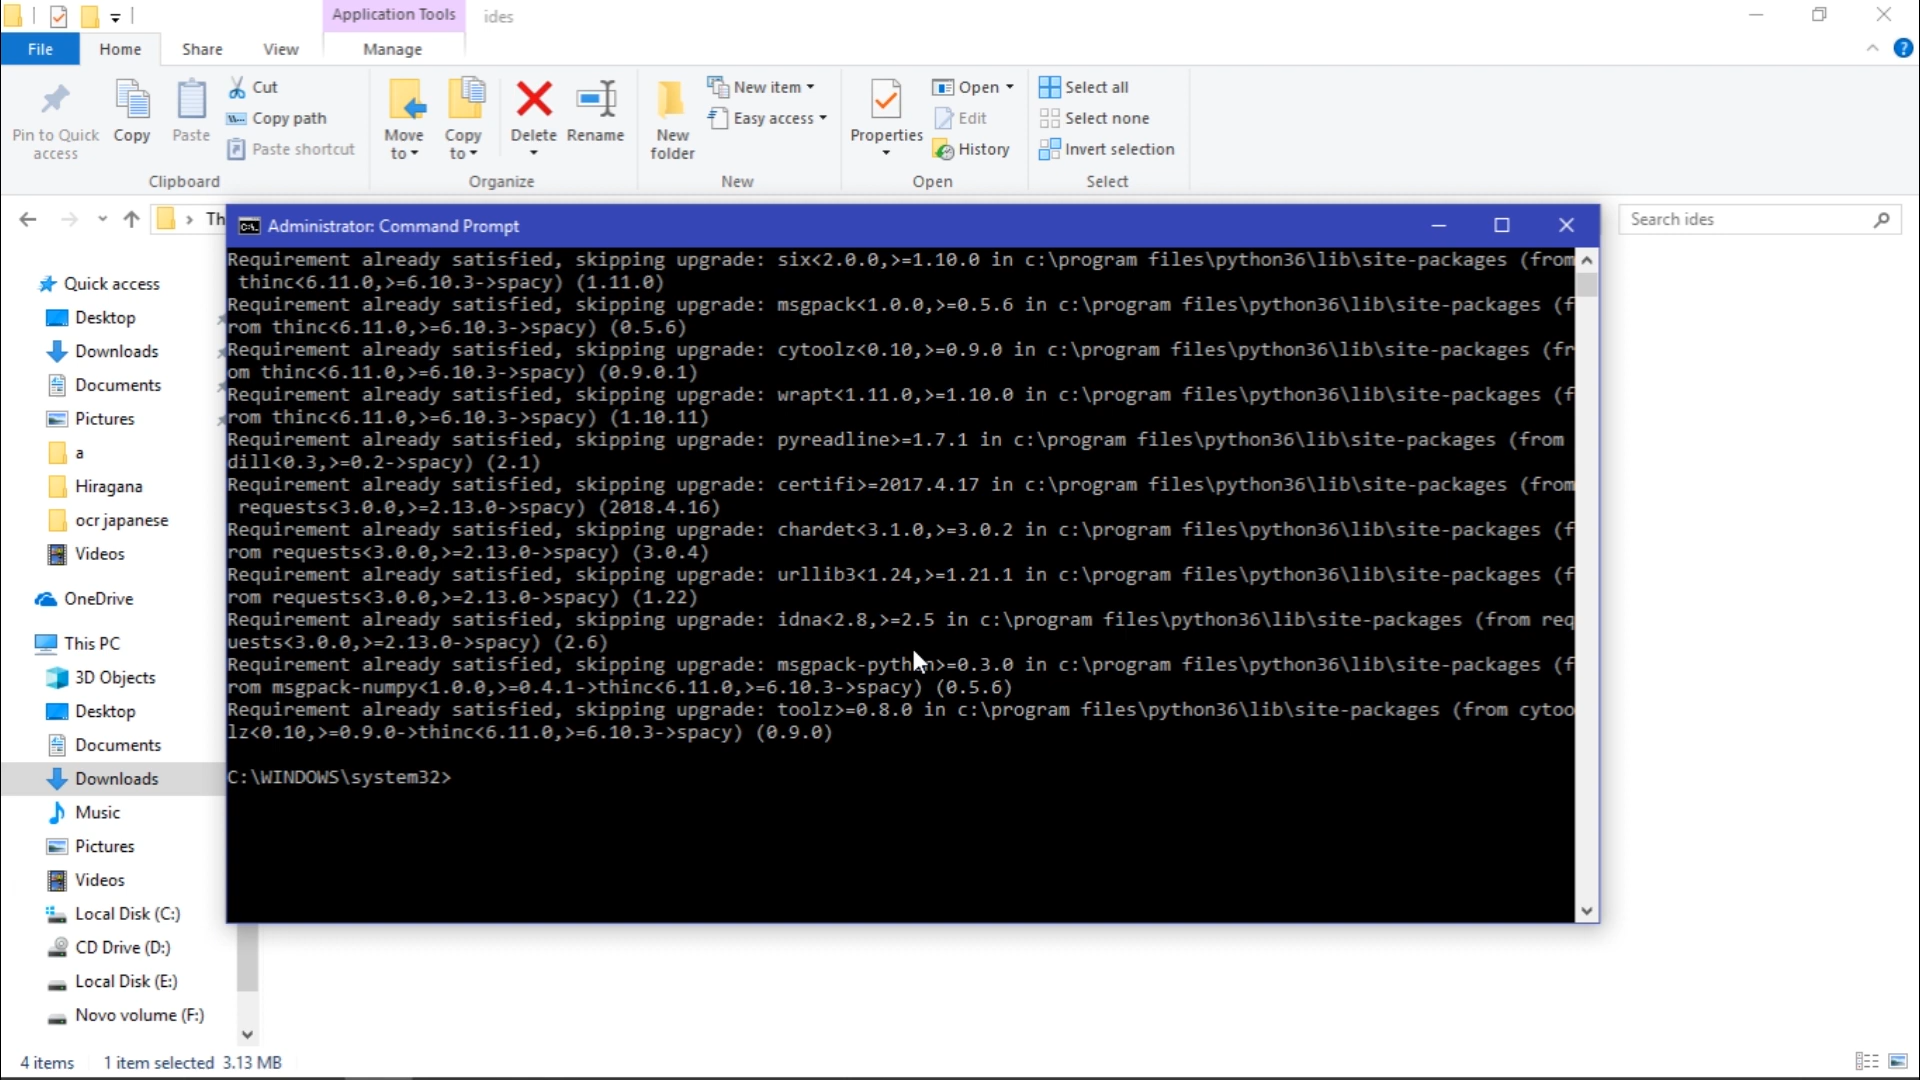 Application Tools
ides
File
Home
Share
View
Manage
Pin to Quick access
Copy
Paste
Cut
Copy path
Paste shortcut
Clipboard
Move to
Copy to
Delete
Rename
Organize
New folder
New item
Easy access
New
Properties
Open
Edit
History
Open
Select all
Select none
Invert selection
Select
Th
Search ides
Administrator: Command Prompt
Requirement already satisfied, skipping upgrade: six<2.0.0,>=1.10.0 in c:\program files\python36\lib\site-packages (from
 thinc<6.11.0,>=6.10.3->spacy) (1.11.0)
Requirement already satisfied, skipping upgrade: msgpack<1.0.0,>=0.5.6 in c:\program files\python36\lib\site-packages (f
rom thinc<6.11.0,>=6.10.3->spacy) (0.5.6)
Requirement already satisfied, skipping upgrade: cytoolz<0.10,>=0.9.0 in c:\program files\python36\lib\site-packages (fr
om thinc<6.11.0,>=6.10.3->spacy) (0.9.0.1)
Requirement already satisfied, skipping upgrade: wrapt<1.11.0,>=1.10.0 in c:\program files\python36\lib\site-packages (f
rom thinc<6.11.0,>=6.10.3->spacy) (1.10.11)
Requirement already satisfied, skipping upgrade: pyreadline>=1.7.1 in c:\program files\python36\lib\site-packages (from
dill<0.3,>=0.2->spacy) (2.1)
Requirement already satisfied, skipping upgrade: certifi>=2017.4.17 in c:\program files\python36\lib\site-packages (from
 requests<3.0.0,>=2.13.0->spacy) (2018.4.16)
Requirement already satisfied, skipping upgrade: chardet<3.1.0,>=3.0.2 in c:\program files\python36\lib\site-packages (f
rom requests<3.0.0,>=2.13.0->spacy) (3.0.4)
Requirement already satisfied, skipping upgrade: urllib3<1.24,>=1.21.1 in c:\program files\python36\lib\site-packages (f
rom requests<3.0.0,>=2.13.0->spacy) (1.22)
Requirement already satisfied, skipping upgrade: idna<2.8,>=2.5 in c:\program files\python36\lib\site-packages (from req
uests<3.0.0,>=2.13.0->spacy) (2.6)
Requirement already satisfied, skipping upgrade: msgpack-python>=0.3.0 in c:\program files\python36\lib\site-packages (f
rom msgpack-numpy<1.0.0,>=0.4.1->thinc<6.11.0,>=6.10.3->spacy) (0.5.6)
Requirement already satisfied, skipping upgrade: toolz>=0.8.0 in c:\program files\python36\lib\site-packages (from cytoo
lz<0.10,>=0.9.0->thinc<6.11.0,>=6.10.3->spacy) (0.9.0)
C:\WINDOWS\system32>
Quick access
Desktop
Downloads
Documents
Pictures
a
Hiragana
ocr japanese
Videos
OneDrive
This PC
3D Objects
Desktop
Documents
Downloads
Music
Pictures
Videos
Local Disk (C:)
CD Drive (D:)
Local Disk (E:)
Novo volume (F:)
4 items
1 item selected 3.13 MB